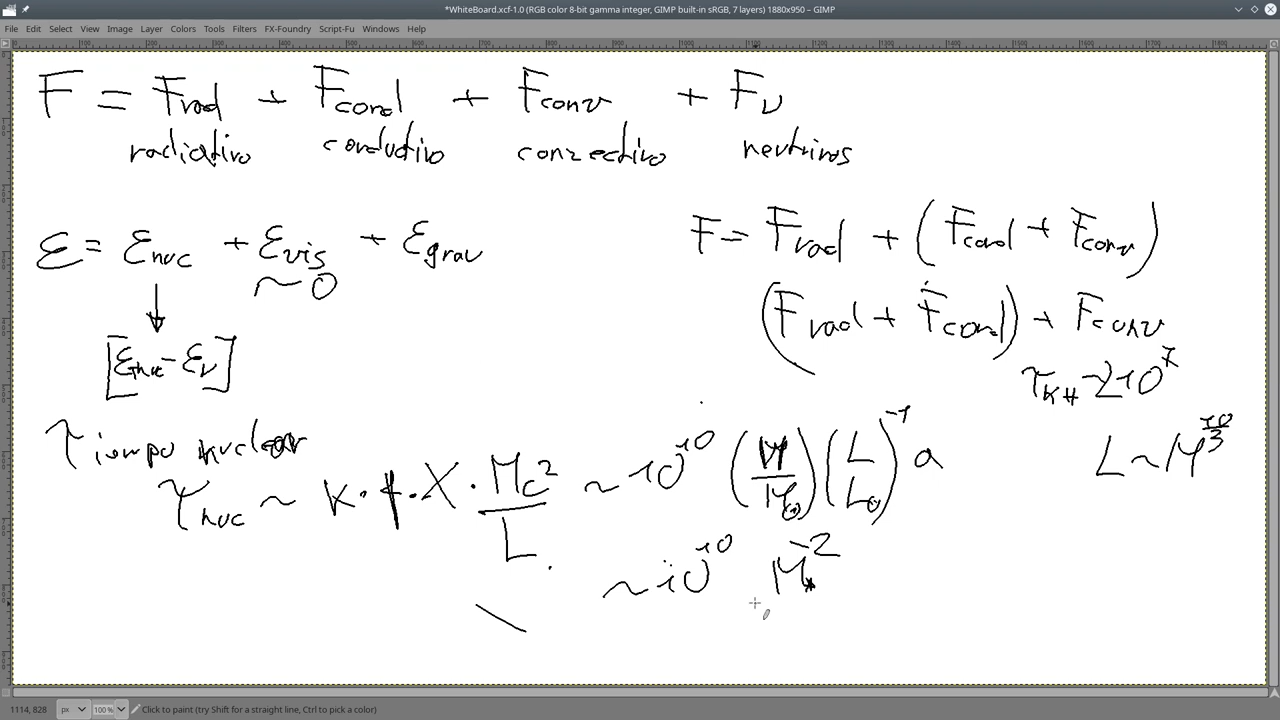 *WhiteBoard.xcf-1.0 (RGB color 8-bit gamma integer, GIMP built-in sRGB, 7 layers) 1880x950 – GIMP
File Edit Select View Image Layer Colors Tools Filters FX-Foundry Script-Fu Windows Help
F = Frad + Fcond + Fconv + Fν
radiativo conductivo convectivo neutrinos
ε = εnuc + εvis + εgrav
~ 0
F = Frad + (Fcond + Fconv)
(Frad + Fcond) + Fconv
[εnuc - εν]
τKH ~ 2 10^7
Tiempo nuclear
L ~ M^10/3
τnuc ~ K · f · X · Mc^2 / L ~ 10^10 (M/M⊙) (L/L⊙)^-1 a
~ 10^10 M*^-2
1114, 828 px 100 % Click to paint (try Shift for a straight line, Ctrl to pick a color)